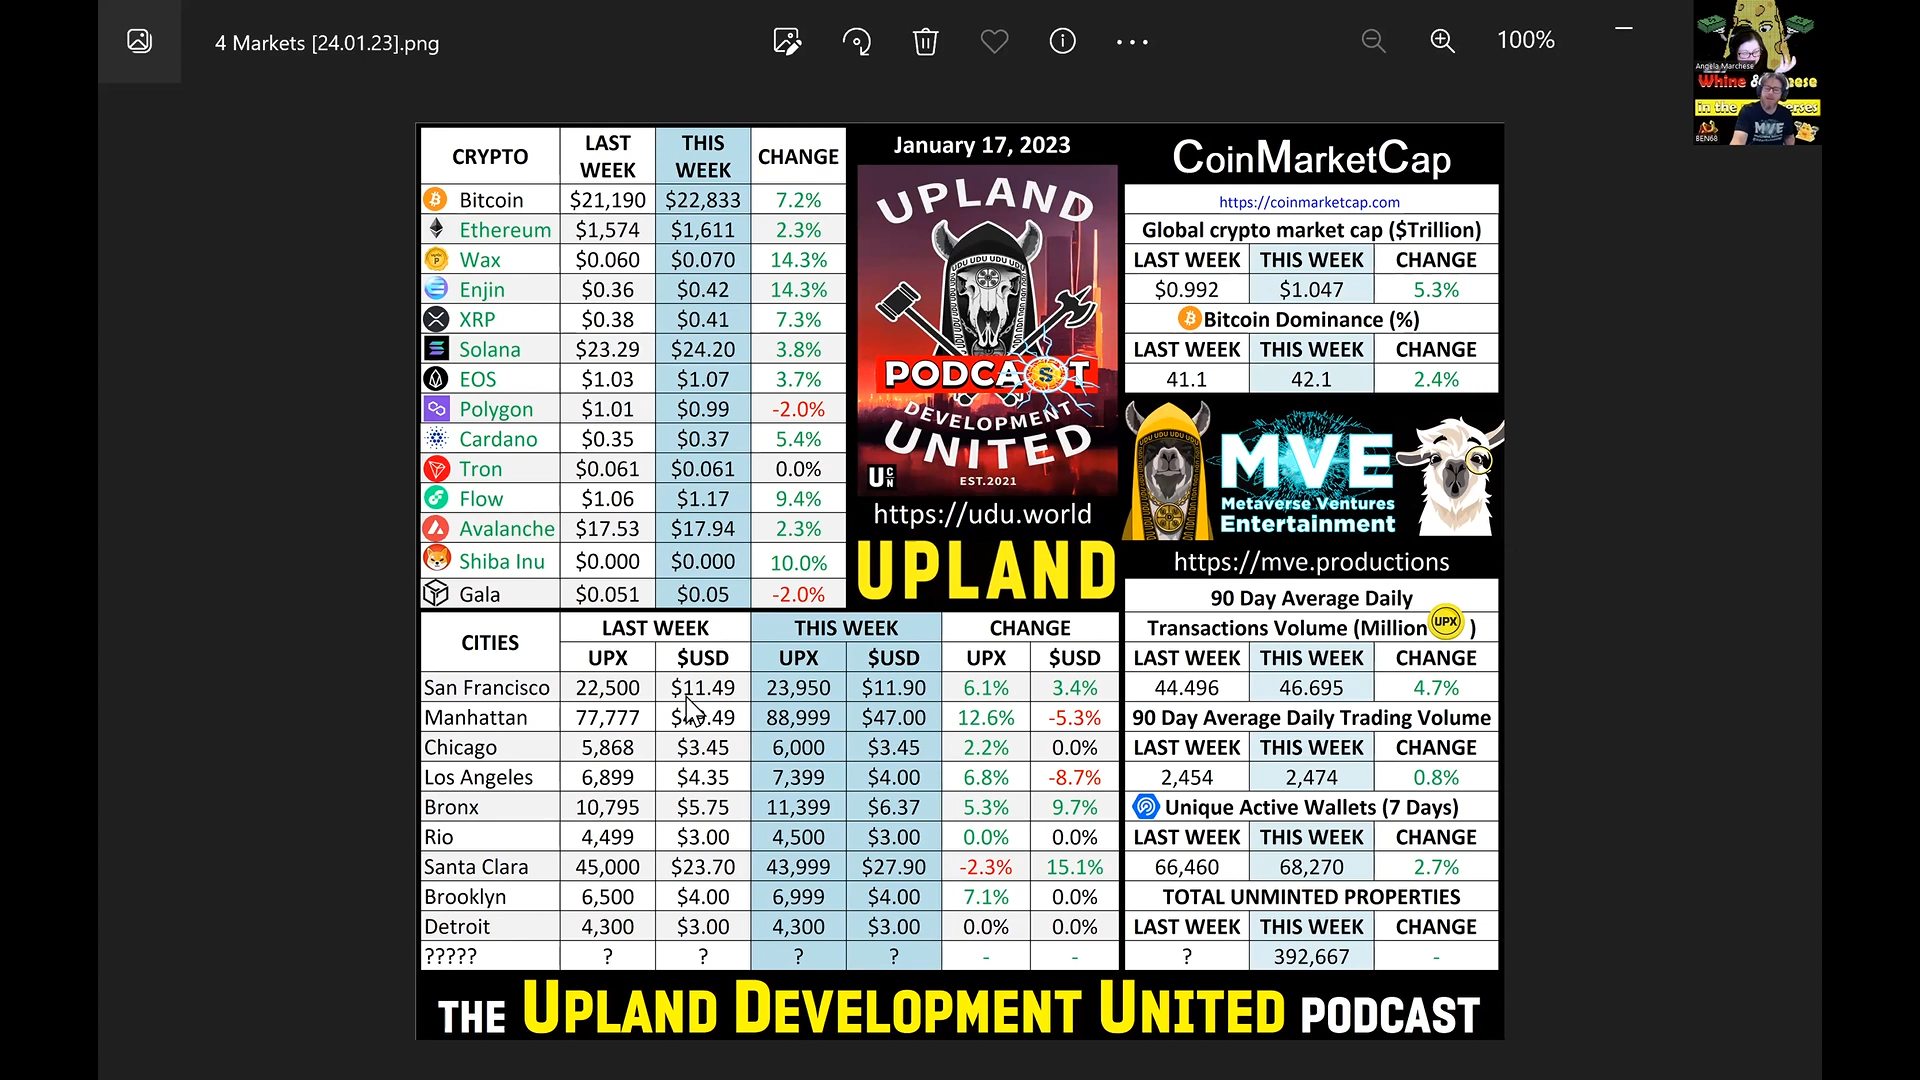 4 Markets [24.01.23].png
100%
Angela Marchese
Whine &
in the
MVE
BEN68
CRYPTO LAST WEEK THIS WEEK CHANGE
Bitcoin $21,190 $22,833 7.2%
Ethereum $1,574 $1,611 2.3%
Wax $0.060 $0.070 14.3%
Enjin $0.36 $0.42 14.3%
XRP $0.38 $0.41 7.3%
Solana $23.29 $24.20 3.8%
EOS $1.03 $1.07 3.7%
Polygon $1.01 $0.99 -2.0%
Cardano $0.35 $0.37 5.4%
Tron $0.061 $0.061 0.0%
Flow $1.06 $1.17 9.4%
Avalanche $17.53 $17.94 2.3%
Shiba Inu $0.000 $0.000 10.0%
Gala $0.051 $0.05 -2.0%
January 17, 2023
UPLAND
UDU UDU UDU UDU
PODCAST
DEVELOPMENT
UNITED
EST.2021
UCN
https://udu.world
UPLAND
CoinMarketCap
https://coinmarketcap.com
Global crypto market cap ($Trillion)
LAST WEEK THIS WEEK CHANGE
$0.992 $1.047 5.3%
Bitcoin Dominance (%)
LAST WEEK THIS WEEK CHANGE
41.1 42.1 2.4%
MVE
Metaverse Ventures
Entertainment
https://mve.productions
CITIES LAST WEEK THIS WEEK CHANGE
UPX $USD UPX $USD UPX $USD
San Francisco 22,500 $11.49 23,950 $11.90 6.1% 3.4%
Manhattan 77,777 88,999 $47.00 12.6% -5.3%
Chicago 5,868 $3.45 6,000 $3.45 2.2% 0.0%
Los Angeles 6,899 $4.35 7,399 $4.00 6.8% -8.7%
Bronx 10,795 $5.75 11,399 $6.37 5.3% 9.7%
Rio 4,499 $3.00 4,500 $3.00 0.0% 0.0%
Santa Clara 45,000 $23.70 43,999 $27.90 -2.3% 15.1%
Brooklyn 6,500 $4.00 6,999 $4.00 7.1% 0.0%
Detroit 4,300 $3.00 4,300 $3.00 0.0% 0.0%
????? ? ? ? ? - -
90 Day Average Daily
Transactions Volume (Million UPX )
LAST WEEK THIS WEEK CHANGE
44.496 46.695 4.7%
90 Day Average Daily Trading Volume
LAST WEEK THIS WEEK CHANGE
2,454 2,474 0.8%
Unique Active Wallets (7 Days)
LAST WEEK THIS WEEK CHANGE
66,460 68,270 2.7%
TOTAL UNMINTED PROPERTIES
LAST WEEK THIS WEEK CHANGE
? 392,667 -
THE UPLAND DEVELOPMENT UNITED PODCAST